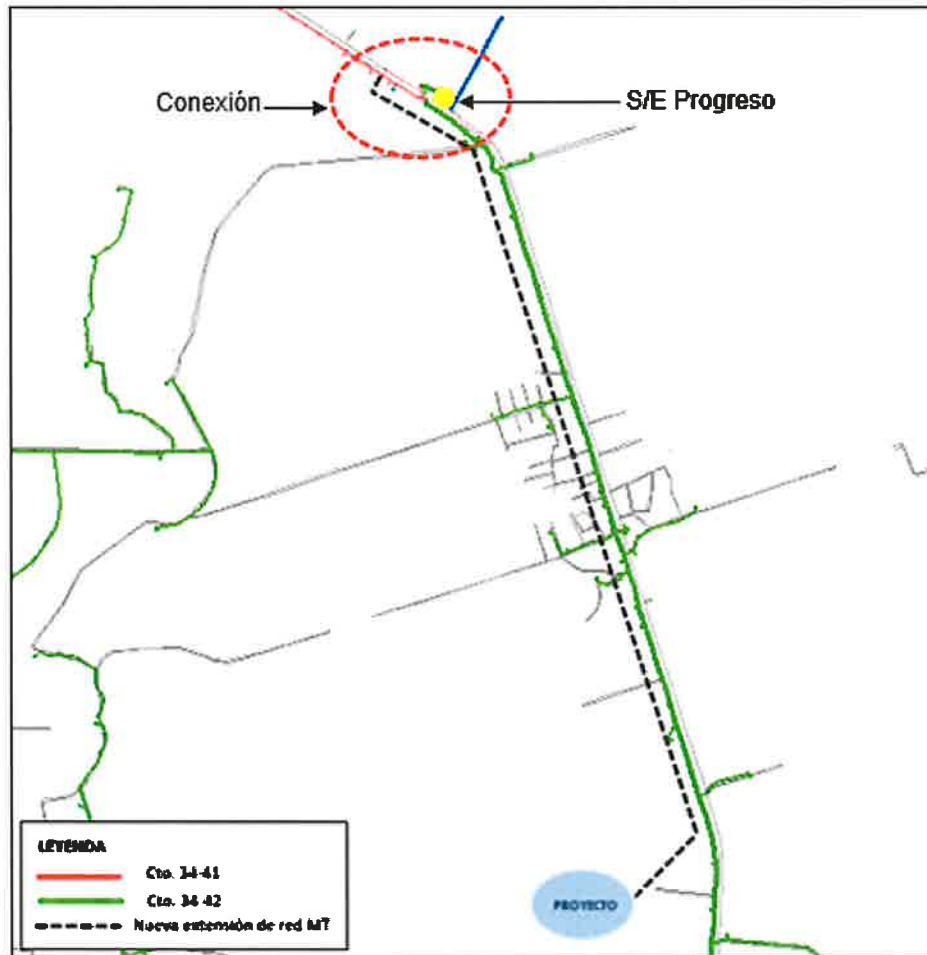 Conexión
S/E Progreso
PROYECTO
LEYENDA
Cto. 34-41
Cto. 34-42
Nueva extensión de red MT